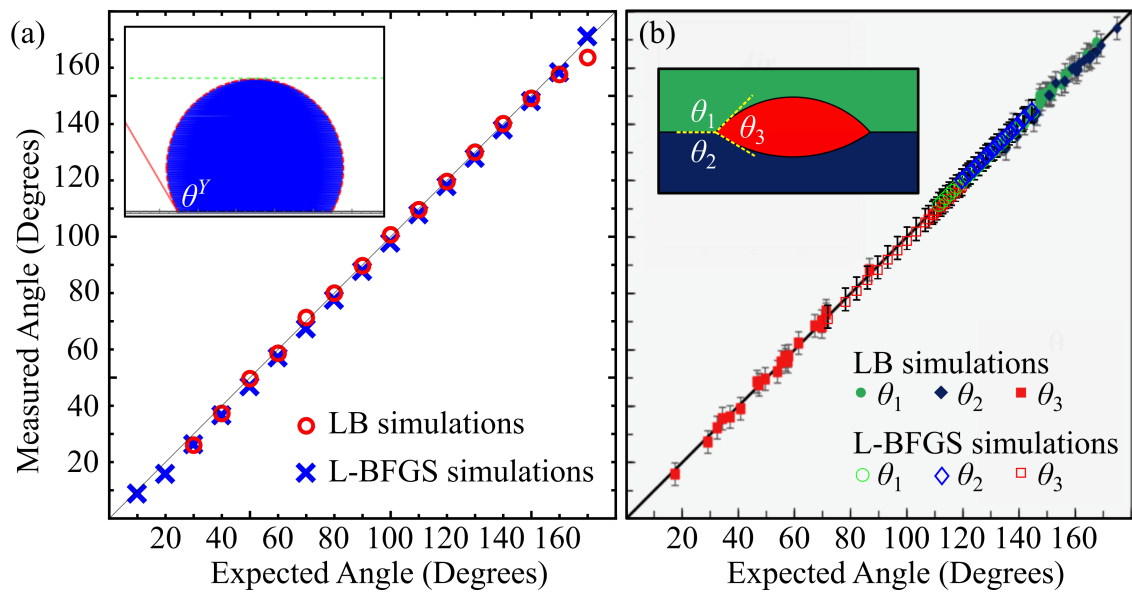 (a)
Measured Angle (Degrees)
160
140
120
100
80
60
40
20
20 40 60 80 100 120 140 160
Expected Angle (Degrees)
θ^Y
LB simulations
L-BFGS simulations
(b)
θ₁
θ₂
θ₃
LB simulations
θ₁ θ₂ θ₃
L-BFGS simulations
θ₁ θ₂ θ₃
20 40 60 80 100 120 140 160
Expected Angle (Degrees)